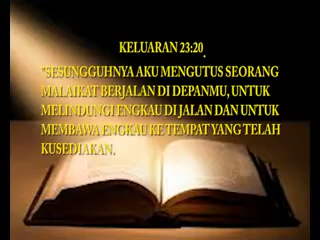 KELUARAN 23:20.
"SESUNGGUHNYA AKU MENGUTUS SEORANG
MALAIKAT BERJALAN DI DEPANMU, UNTUK
MELINDUNGI ENGKAU DI JALAN DAN UNTUK
MEMBAWA ENGKAU KE TEMPAT YANG TELAH
KUSEDIAKAN.